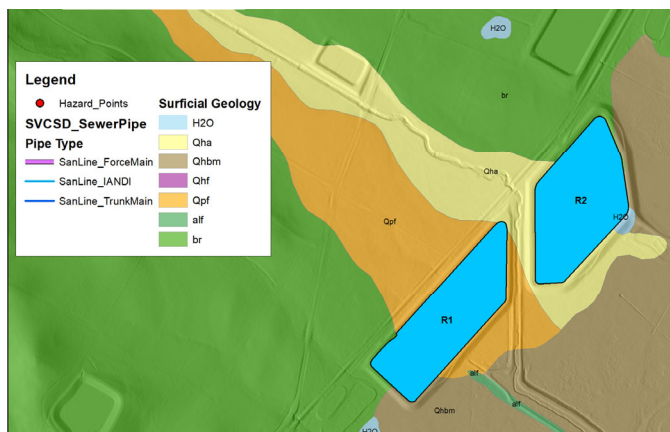 H2O
br
Legend
Hazard_Points
SVCSD_SewerPipe
Pipe Type
SanLine_ForceMain
SanLine_IANDI
SanLine_TrunkMain
Surficial Geology
H2O
Qha
Qhbm
Qhf
Qpf
alf
br
Qha
R2
H2O
Qpf
R1
alf
alf
Qhbm
H2O